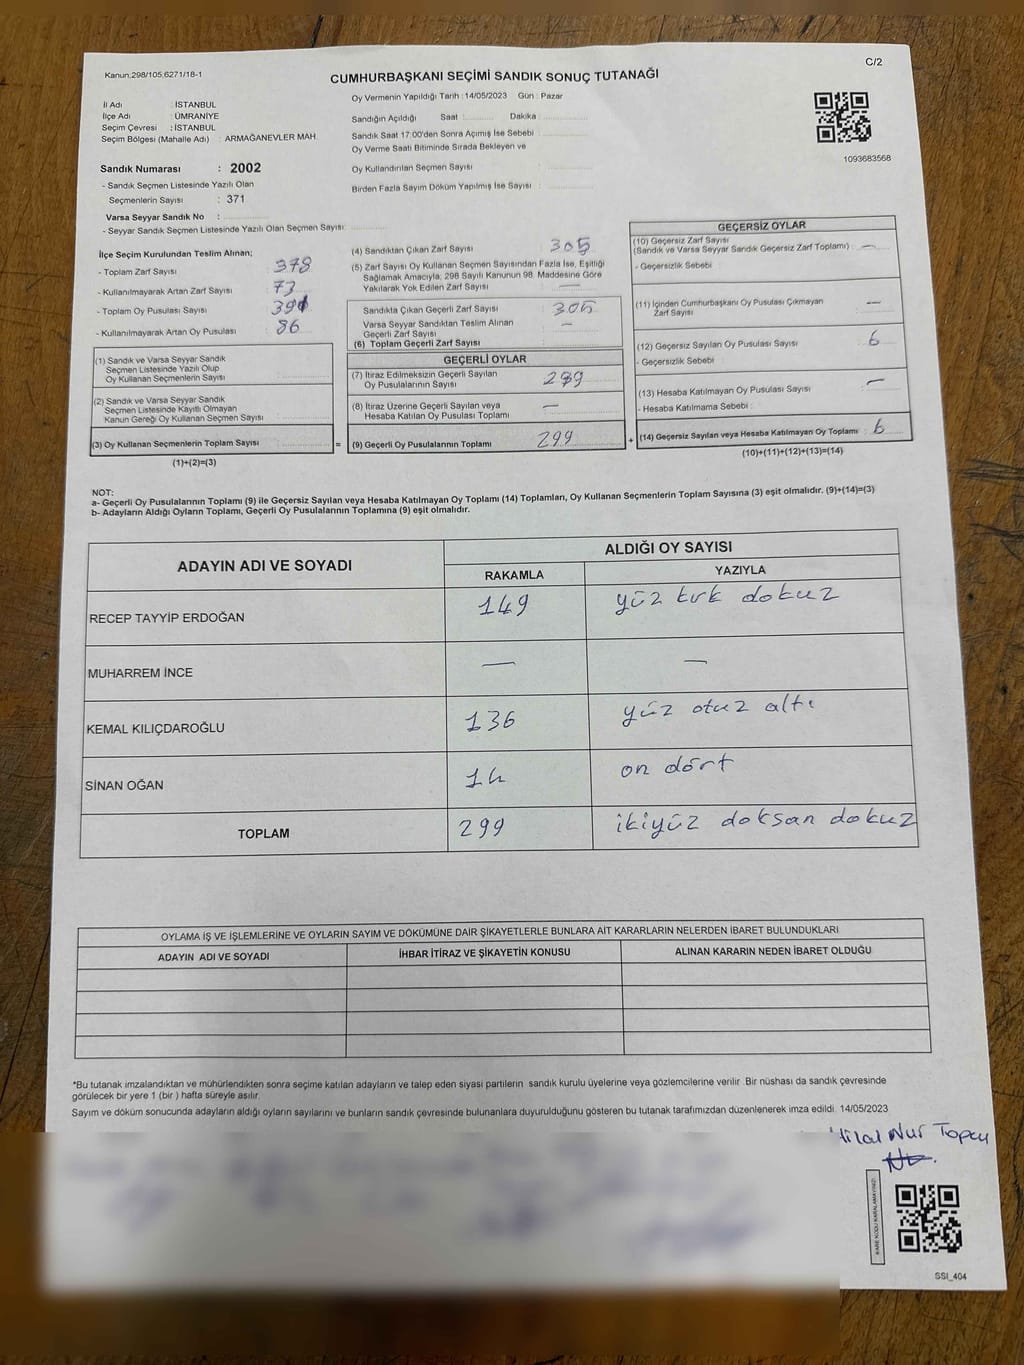 Kanun.298/105,6271/18-1
C/2
CUMHURBAŞKANI SEÇİMİ SANDIK SONUÇ TUTANAĞI
İl Adı : İSTANBUL
İlçe Adı : ÜMRANİYE
Seçim Çevresi : İSTANBUL
Seçim Bölgesi (Mahalle Adı) : ARMAĞANEVLER MAH.
Sandık Numarası : 2002
- Sandık Seçmen Listesinde Yazılı Olan
Seçmenlerin Sayısı : 371
Varsa Seyyar Sandık No :
- Seyyar Sandık Seçmen Listesinde Yazılı Olan Seçmen Sayısı:
Oy Vermenin Yapıldığı Tarih :14/05/2023 Gün : Pazar
Sandığın Açıldığı Saat Dakika
Sandık Saat 17:00'den Sonra Açımış İse Sebebi
Oy Verme Saati Bitiminde Sırada Bekleyen ve
Oy Kullandırılan Seçmen Sayısı :
Birden Fazla Sayım Döküm Yapılmış İse Sayısı :
1093683568
İlçe Seçim Kurulundan Teslim Alınan;
- Toplam Zarf Sayısı : 378
- Kullanılmayarak Artan Zarf Sayısı : 73
- Toplam Oy Pusulası Sayısı : 391
- Kullanılmayarak Artan Oy Pusulası : 86
(1) Sandık ve Varsa Seyyar Sandık
Seçmen Listesinde Yazılı Olup
Oy Kullanan Seçmenlerin Sayısı :
(2) Sandık ve Varsa Seyyar Sandık
Seçmen Listesinde Kayıtlı Olmayan
Kanun Gereği Oy Kullanan Seçmen Sayısı :
(3) Oy Kullanan Seçmenlerin Toplam Sayısı :
(1)+(2)=(3)
=
(4) Sandıktan Çıkan Zarf Sayısı : 305
(5) Zarf Sayısı Oy Kullanan Seçmen Sayısından Fazla İse, Eşitliği
Sağlamak Amacıyla, 298 Sayılı Kanunun 98. Maddesine Göre
Yakılarak Yok Edilen Zarf Sayısı : —
Sandıkta Çıkan Geçerli Zarf Sayısı : 305
Varsa Seyyar Sandıktan Teslim Alınan
Geçerli Zarf Sayısı : —
(6) Toplam Geçerli Zarf Sayısı :
GEÇERLİ OYLAR
(7) İtiraz Edilmeksizin Geçerli Sayılan
Oy Pusulalarının Sayısı : 299
(8) İtiraz Üzerine Geçerli Sayılan veya
Hesaba Katılan Oy Pusulası Toplamı : —
(9) Geçerli Oy Pusulalarının Toplamı : 299
+
GEÇERSİZ OYLAR
(10) Geçersiz Zarf Sayısı
(Sandık ve Varsa Seyyar Sandık Geçersiz Zarf Toplamı) : —
- Geçersizlik Sebebi :
(11) İçinden Cumhurbaşkanı Oy Pusulası Çıkmayan
Zarf Sayısı : —
(12) Geçersiz Sayılan Oy Pusulası Sayısı : 6
- Geçersizlik Sebebi :
(13) Hesaba Katılmayan Oy Pusulası Sayısı : —
- Hesaba Katılmama Sebebi :
(14) Geçersiz Sayılan veya Hesaba Katılmayan Oy Toplamı : 6
(10)+(11)+(12)+(13)=(14)
NOT:
a- Geçerli Oy Pusulalarının Toplamı (9) ile Geçersiz Sayılan veya Hesaba Katılmayan Oy Toplamı (14) Toplamları, Oy Kullanan Seçmenlerin Toplam Sayısına (3) eşit olmalıdır. (9)+(14)=(3)
b- Adayların Aldığı Oyların Toplamı, Geçerli Oy Pusulalarının Toplamına (9) eşit olmalıdır.
ADAYIN ADI VE SOYADI
ALDIĞI OY SAYISI
RAKAMLA YAZIYLA
RECEP TAYYİP ERDOĞAN 149 yüz kırk dokuz
MUHARREM İNCE — —
KEMAL KILIÇDAROĞLU 136 yüz otuz altı
SİNAN OĞAN 14 on dört
TOPLAM 299 ikiyüz doksan dokuz
OYLAMA İŞ VE İŞLEMLERİNE VE OYLARIN SAYIM VE DÖKÜMÜNE DAİR ŞİKAYETLERLE BUNLARA AİT KARARLARIN NELERDEN İBARET BULUNDUKLARI
ADAYIN ADI VE SOYADI İHBAR İTİRAZ VE ŞİKAYETİN KONUSU ALINAN KARARIN NEDEN İBARET OLDUĞU
*Bu tutanak imzalandıktan ve mühürlendikten sonra seçime katılan adayların ve talep eden siyasi partilerin sandık kurulu üyelerine veya gözlemcilerine verilir. Bir nüshası da sandık çevresinde
görülecek bir yere 1 (bir ) hafta süreyle asılır.
Sayım ve döküm sonucunda adayların aldığı oyların sayılarını ve bunların sandık çevresinde bulunanlara duyurulduğunu gösteren bu tutanak tarafımızdan düzenlenerek imza edildi. 14/05/2023
Hilal Nur Topçu
KARE KODU KARALAMAYINIZ!
SSI_404